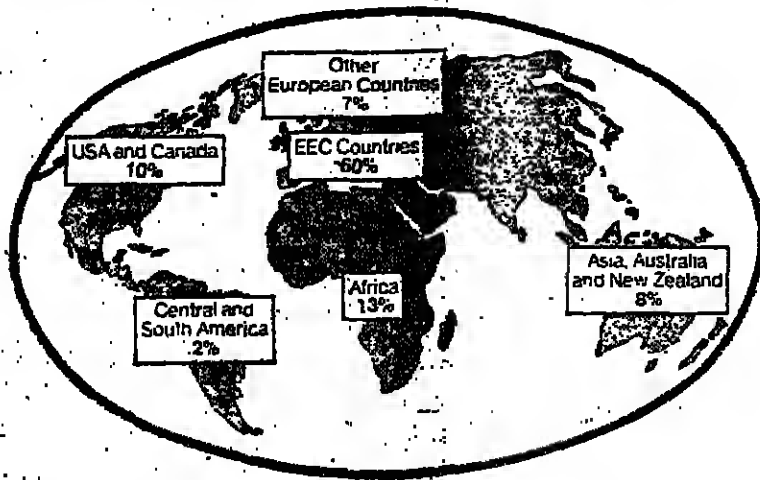 Other
European Countries
7%
USA and Canada
10%
EEC Countries
60%
Africa
13%
Asia, Australia
and New Zealand
8%
Central and
South America
2%